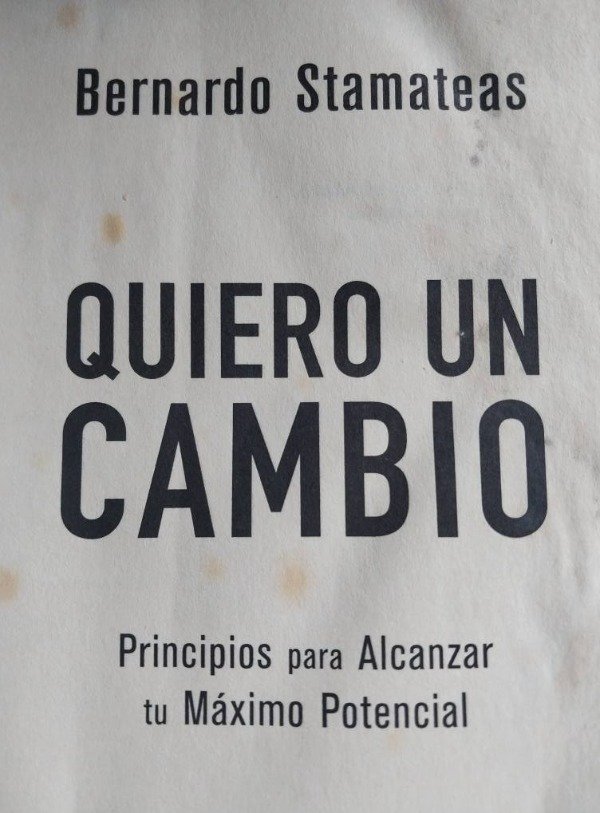 Bernardo Stamateas
QUIERO UN
CAMBIO
Principios para Alcanzar
tu Máximo Potencial